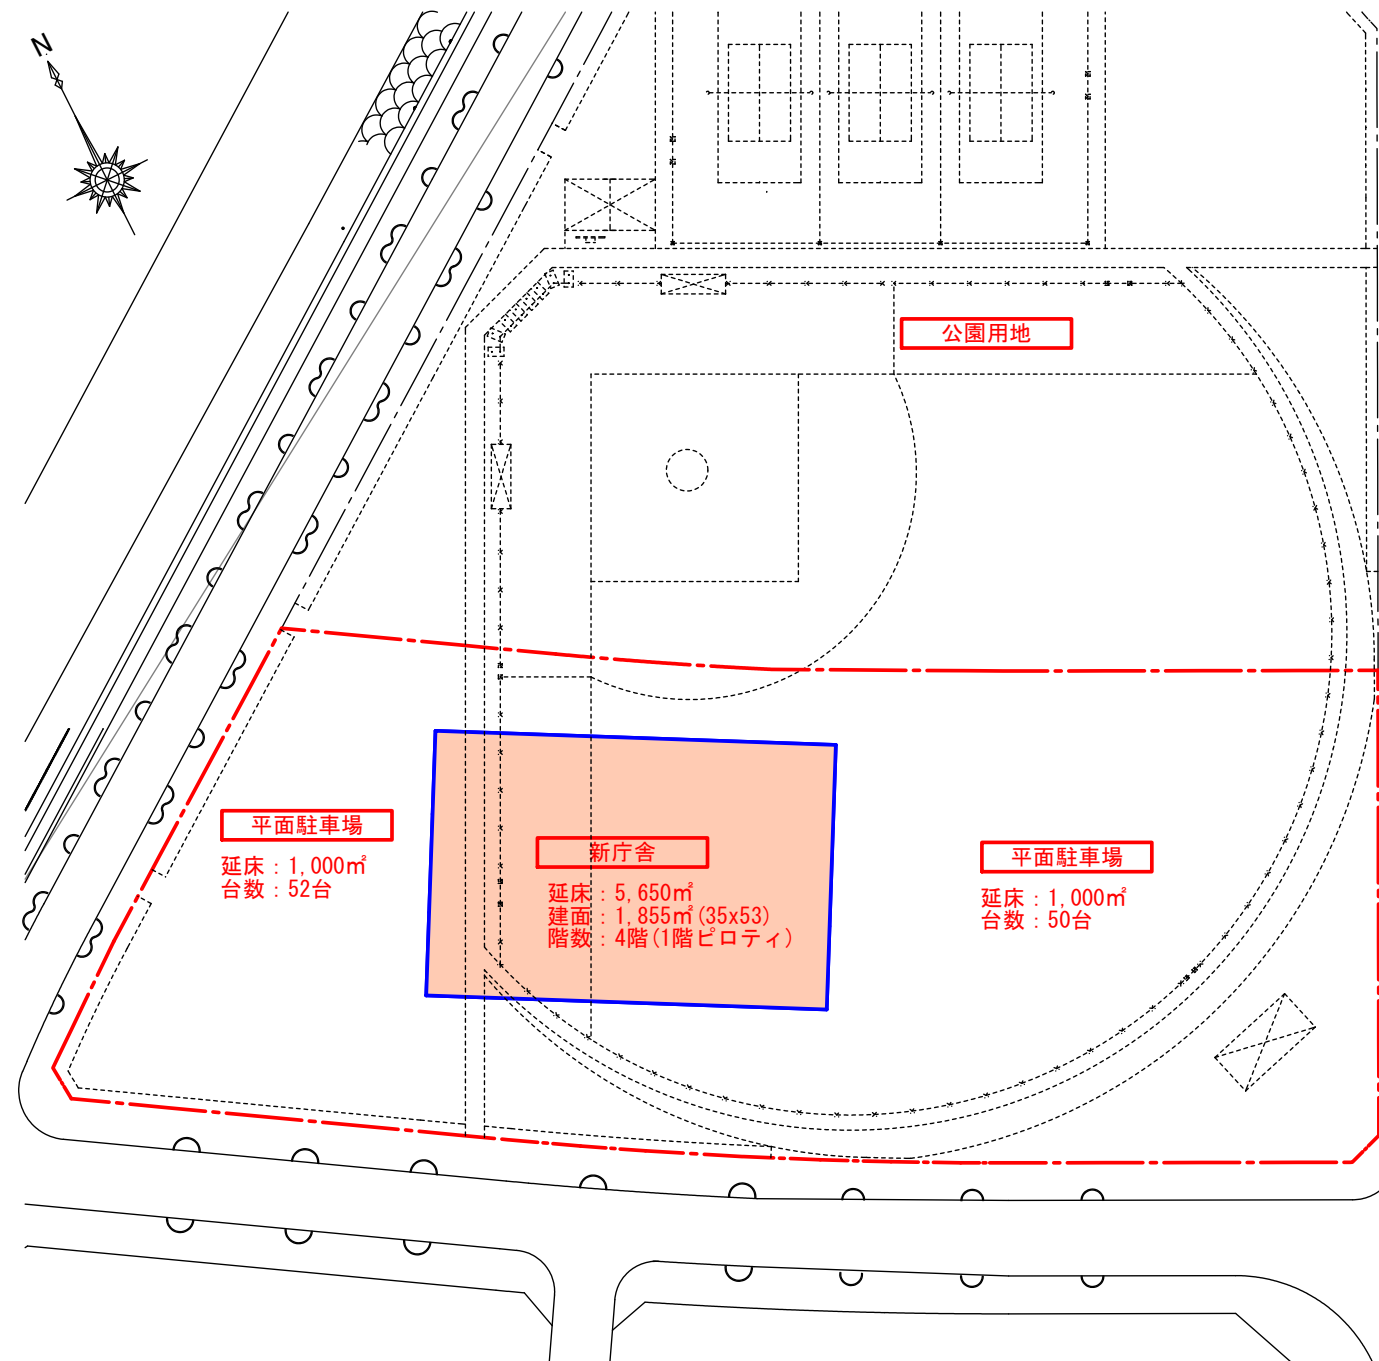 N
公園用地
平面駐車場
延床：1,000㎡
台数：52台
新庁舎
延床：5,650㎡
建面：1,855㎡(35x53)
階数：4階(1階ピロティ)
平面駐車場
延床：1,000㎡
台数：50台